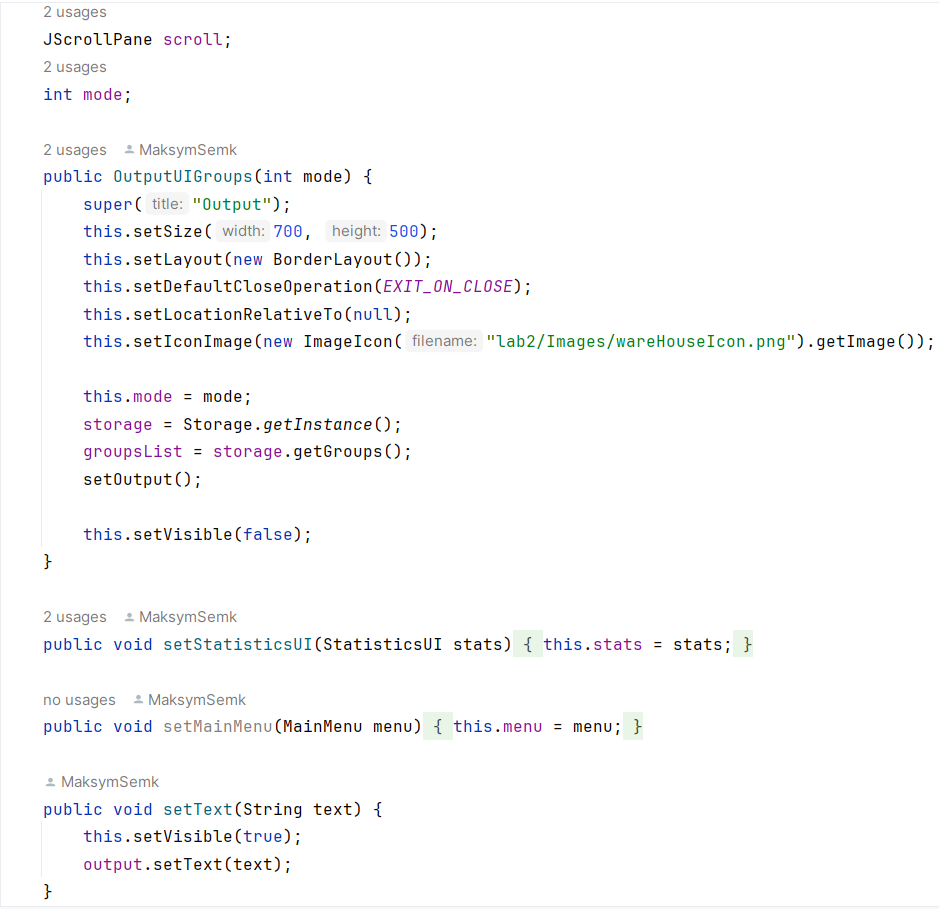 2 usages
JScrollPane scroll;
2 usages
int mode;
2 usages MaksymSemk
public OutputUIGroups(int mode) {
super( title: "Output");
this.setSize( width: 700, height: 500);
this.setLayout(new BorderLayout());
this.setDefaultCloseOperation(EXIT_ON_CLOSE);
this.setLocationRelativeTo(null);
this.setIconImage(new ImageIcon( filename: "lab2/Images/wareHouseIcon.png").getImage());
this.mode = mode;
storage = Storage.getInstance();
groupsList = storage.getGroups();
setOutput();
this.setVisible(false);
}
2 usages MaksymSemk
public void setStatisticsUI(StatisticsUI stats) { this.stats = stats; }
no usages MaksymSemk
public void setMainMenu(MainMenu menu) { this.menu = menu; }
MaksymSemk
public void setText(String text) {
this.setVisible(true);
output.setText(text);
}